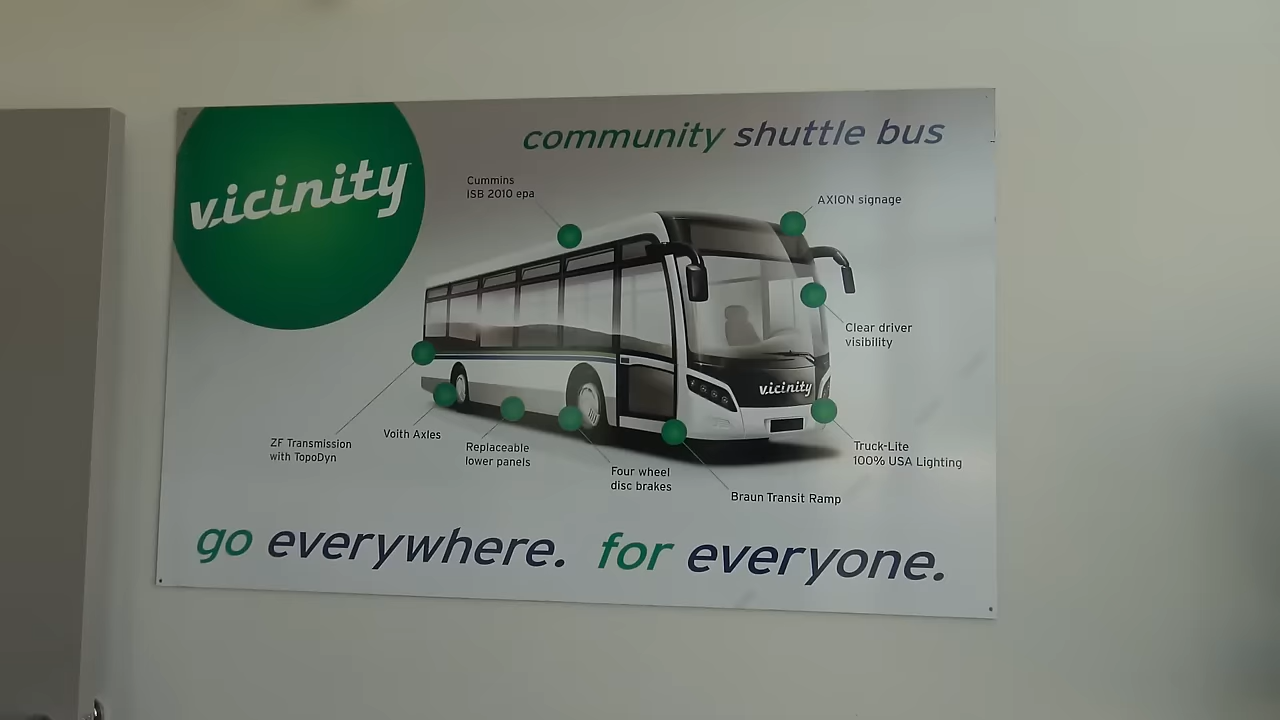 vicinity
community shuttle bus
Cummins
ISB 2010 epa
AXION signage
Clear driver
visibility
vicinity
ZF Transmission
with TopoDyn
Voith Axles
Replaceable
lower panels
Four wheel
disc brakes
Braun Transit Ramp
Truck-Lite
100% USA Lighting
go everywhere. for everyone.